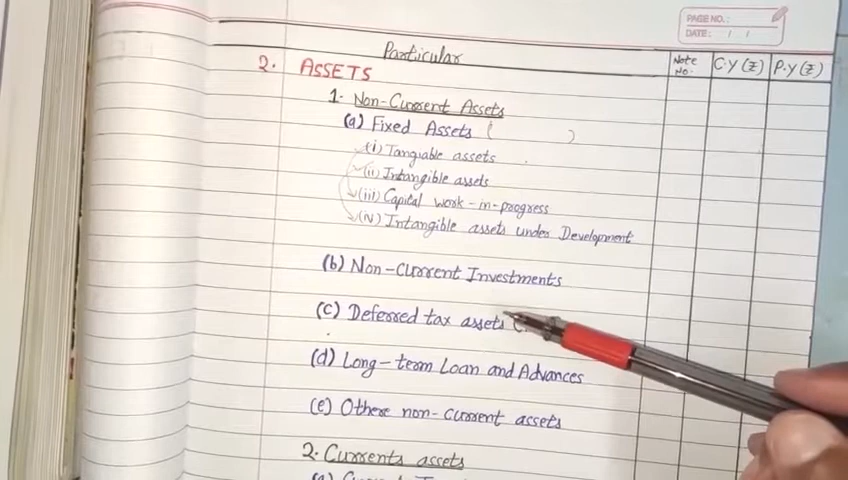 PAGE NO.:
DATE: / /
Particular
Note No.
C.Y (₹)
P.Y (₹)
2. ASSETS
1. Non-Current Assets
(a) Fixed Assets ( )
(i) Tangiable assets
(ii) Intangible assets
(iii) Capital work-in-progress
(iv) Intangible assets under Development
(b) Non-current Investments
(c) Deferred tax assets (
(d) Long-term Loan and Advances
(e) Othere non-current assets
2. Currents assets